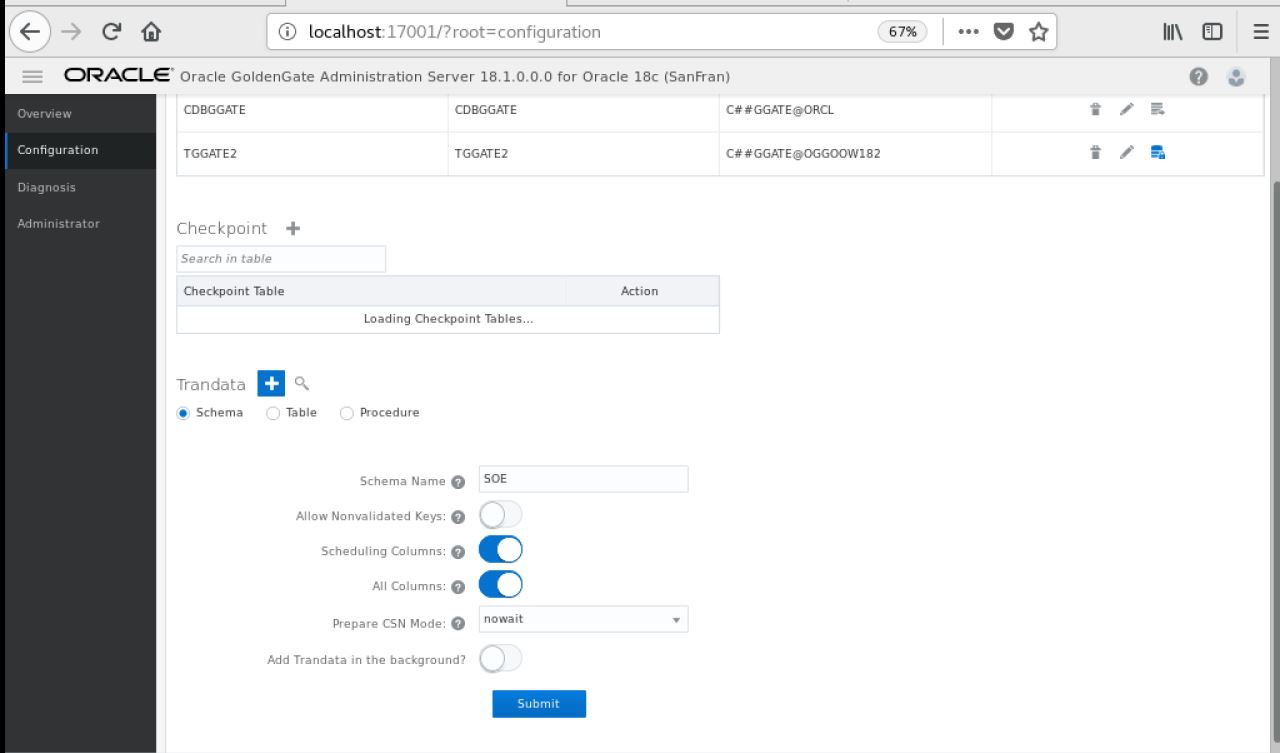 localhost:17001/?root=configuration 67%
ORACLE Oracle GoldenGate Administration Server 18.1.0.0.0 for Oracle 18c (SanFran)
Overview
Configuration
Diagnosis
Administrator
CDBGGATE CDBGGATE C##GGATE@ORCL
TGGATE2 TGGATE2 C##GGATE@OGGOOW182
Checkpoint
Search in table
Checkpoint Table Action
Loading Checkpoint Tables...
Trandata
Schema Table Procedure
Schema Name SOE
Allow Nonvalidated Keys:
Scheduling Columns:
All Columns:
Prepare CSN Mode: nowait
Add Trandata in the background?
Submit